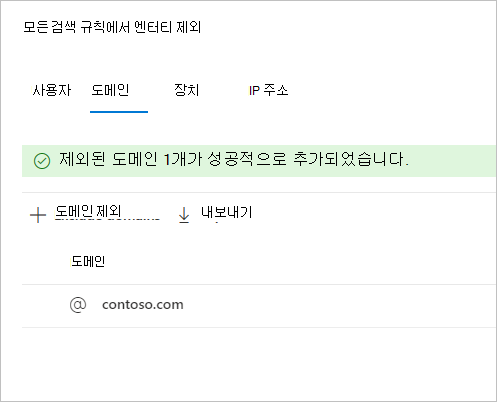 모든 검색 규칙에서 엔터티 제외
사용자 도메인 장치 IP 주소
제외된 도메인 1개가 성공적으로 추가되었습니다.
도메인 제외 내보내기
도메인
@ contoso.com